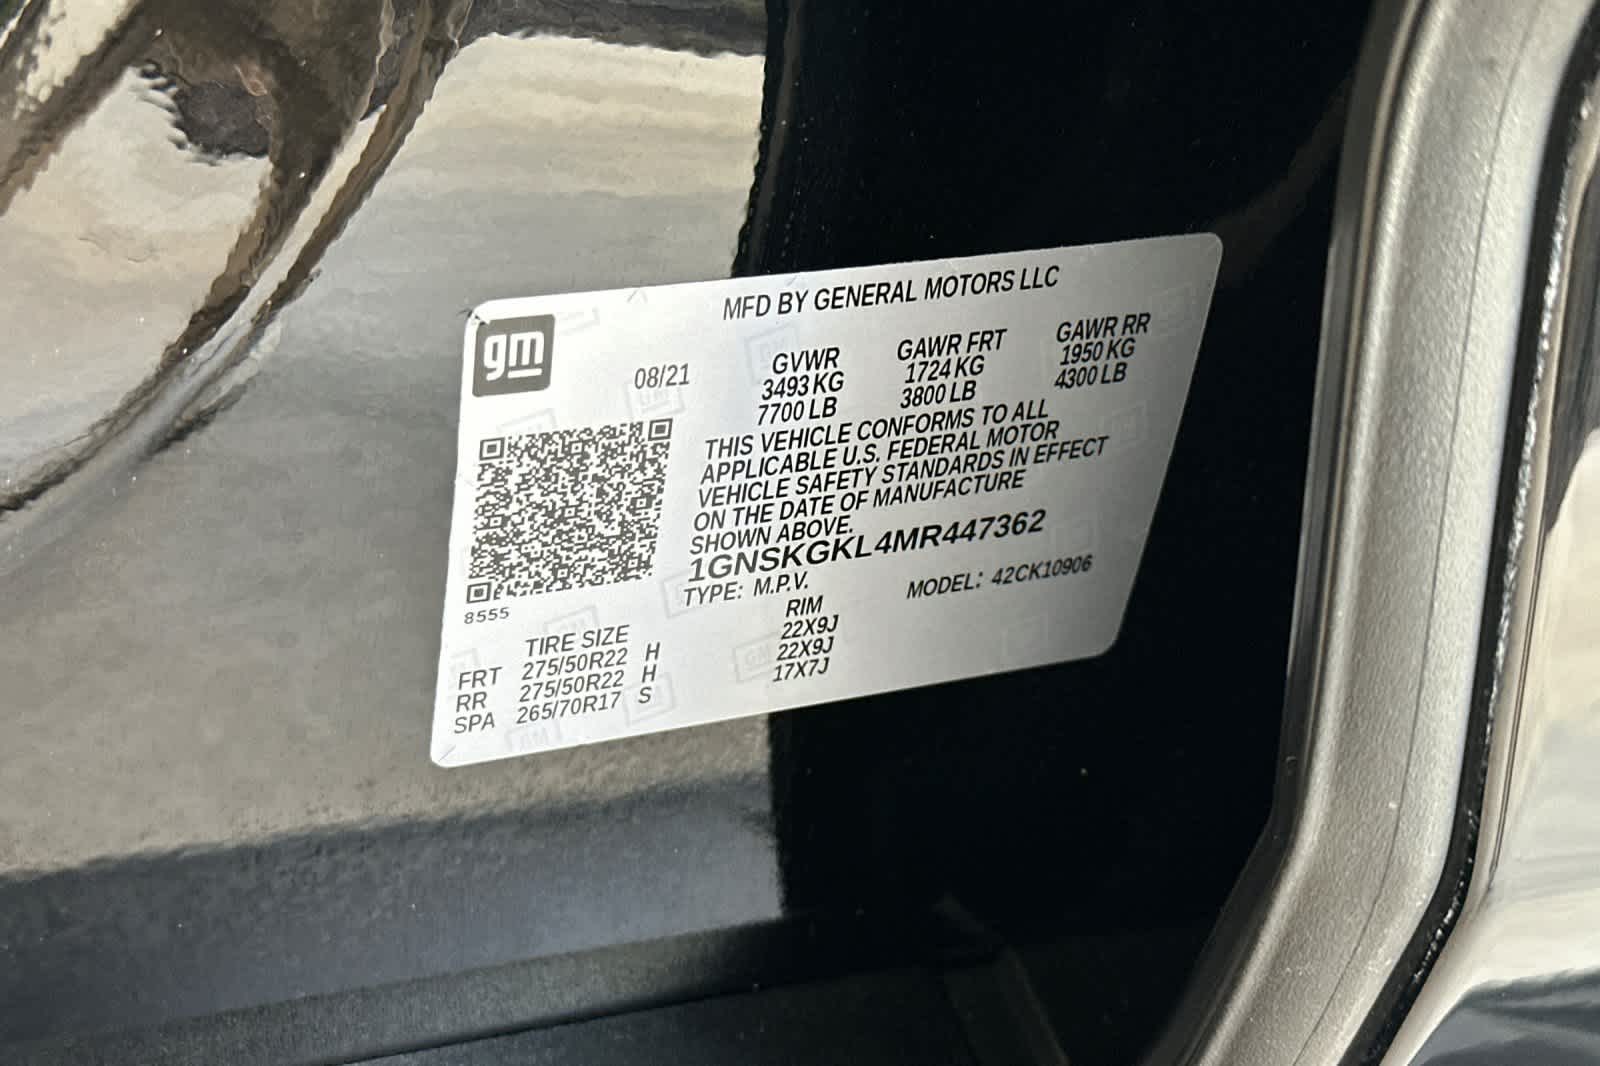 MFD BY GENERAL MOTORS LLC
gm
08/21
GVWR GAWR FRT GAWR RR
3493 KG 1724 KG 1950 KG
7700 LB 3800 LB 4300 LB
THIS VEHICLE CONFORMS TO ALL
APPLICABLE U.S. FEDERAL MOTOR
VEHICLE SAFETY STANDARDS IN EFFECT
ON THE DATE OF MANUFACTURE
SHOWN ABOVE.
1GNSKGKL4MR447362
TYPE: M.P.V. MODEL: 42CK10906
8555
TIRE SIZE RIM
FRT 275/50R22 H 22X9J
RR 275/50R22 H 22X9J
SPA 265/70R17 S 17X7J